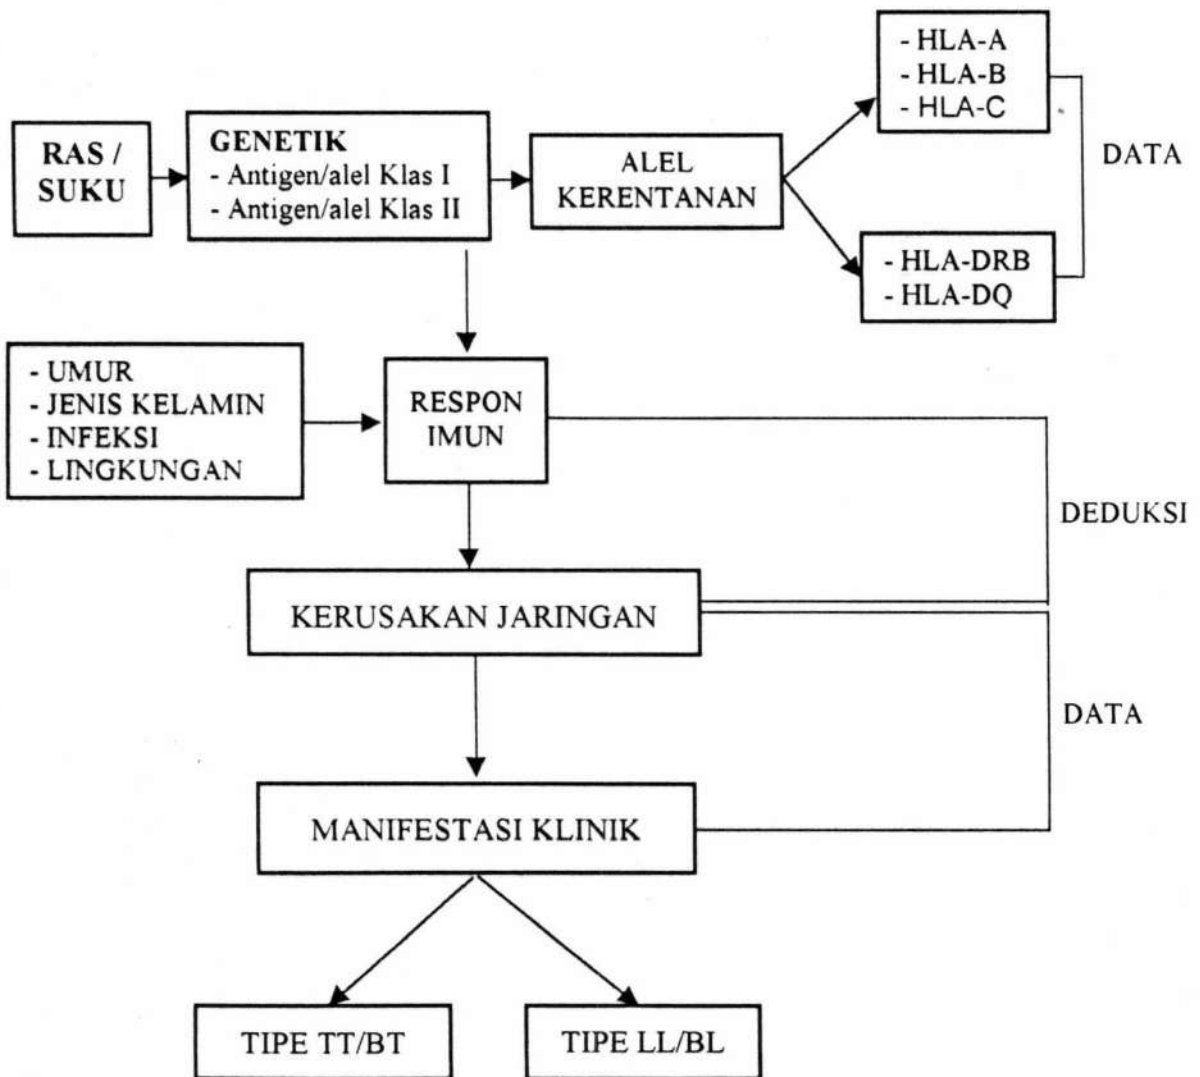 - HLA-A
- HLA-B
- HLA-C
DATA
RAS /
SUKU
GENETIK
- Antigen/alel Klas I
- Antigen/alel Klas II
ALEL
KERENTANAN
- HLA-DRB
- HLA-DQ
- UMUR
- JENIS KELAMIN
- INFEKSI
- LINGKUNGAN
RESPON
IMUN
DEDUKSI
KERUSAKAN JARINGAN
DATA
MANIFESTASI KLINIK
TIPE TT/BT
TIPE LL/BL